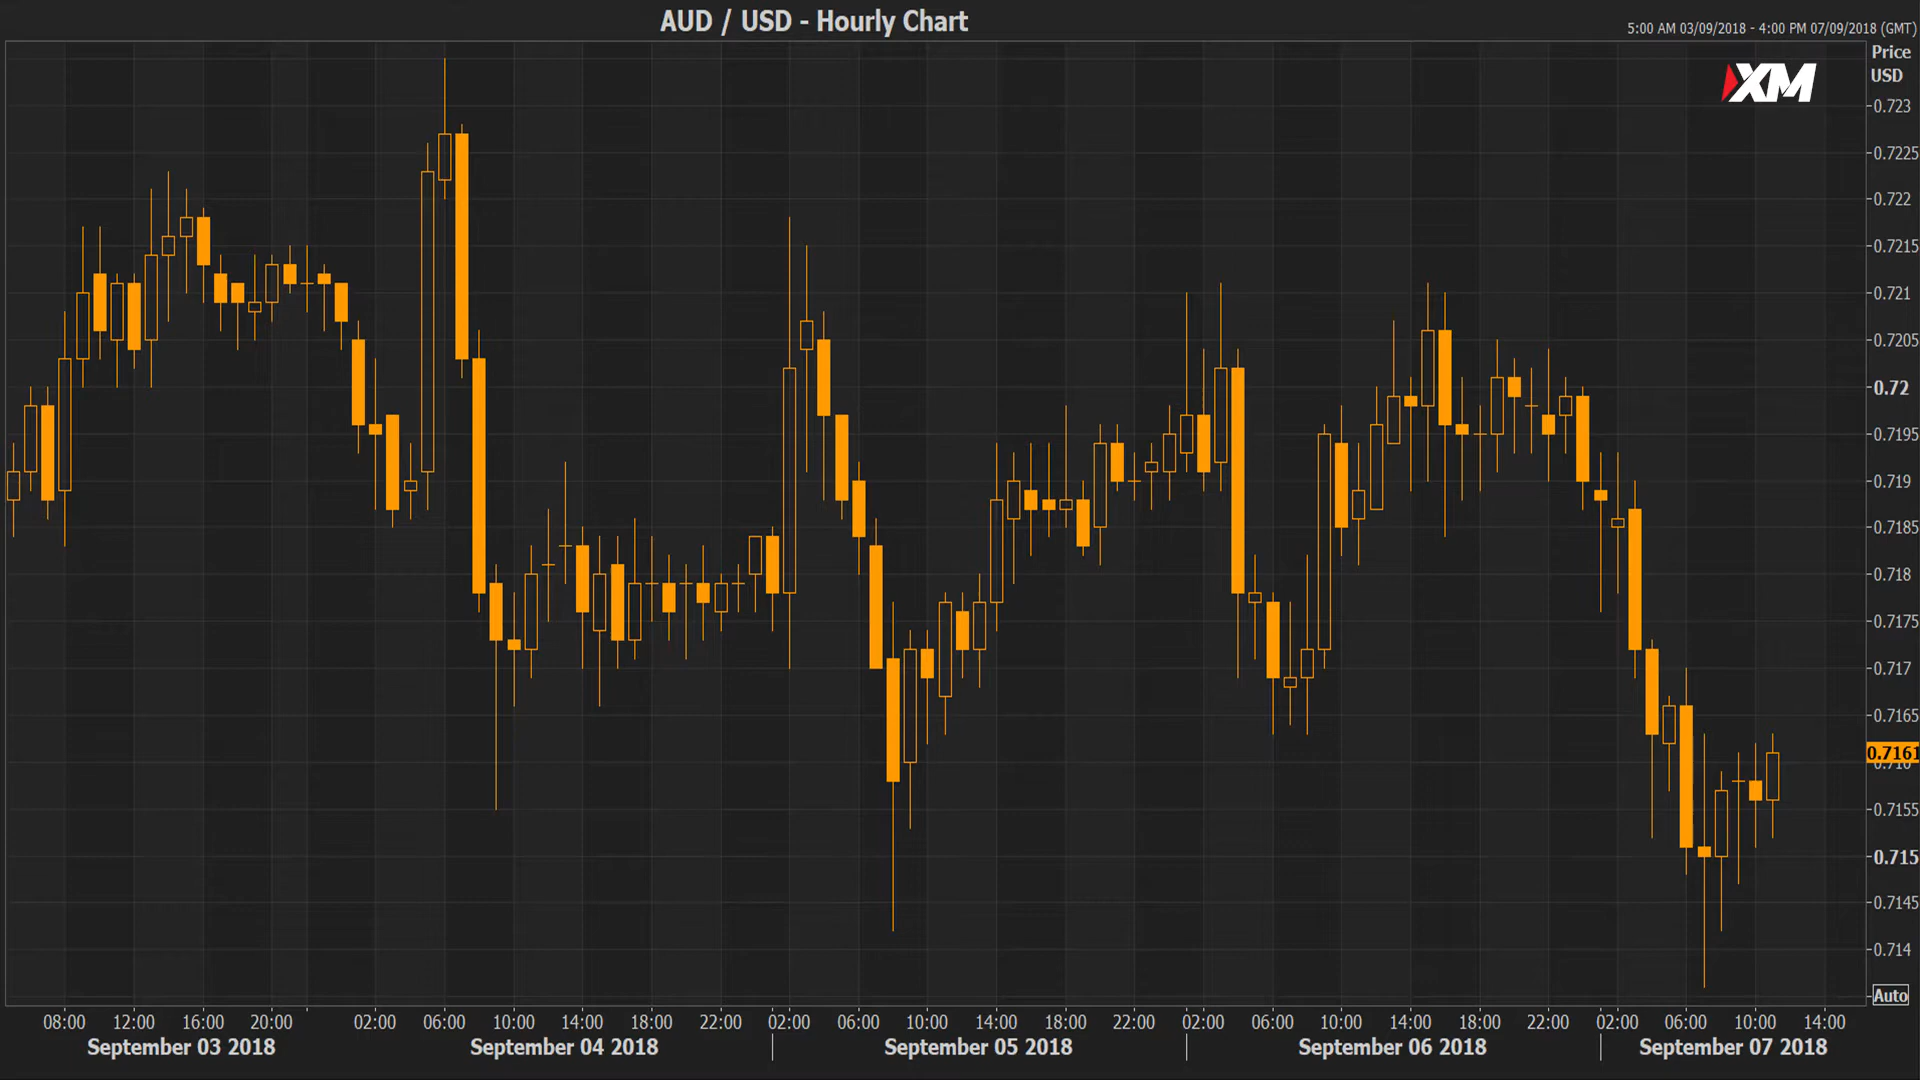 AUD / USD - Hourly Chart
5:00 AM 03/09/2018 - 4:00 PM 07/09/2018 (GMT)
Price
USD
XM
0.723
0.7225
0.722
0.7215
0.721
0.7205
0.72
0.7195
0.719
0.7185
0.718
0.7175
0.717
0.7165
0.7161
0.716
0.7155
0.715
0.7145
0.714
Auto
08:00 12:00 16:00 20:00 02:00 06:00 10:00 14:00 18:00 22:00 02:00 06:00 10:00 14:00 18:00 22:00 02:00 06:00 10:00 14:00 18:00 22:00 02:00 06:00 10:00 14:00
September 03 2018 September 04 2018 September 05 2018 September 06 2018 September 07 2018